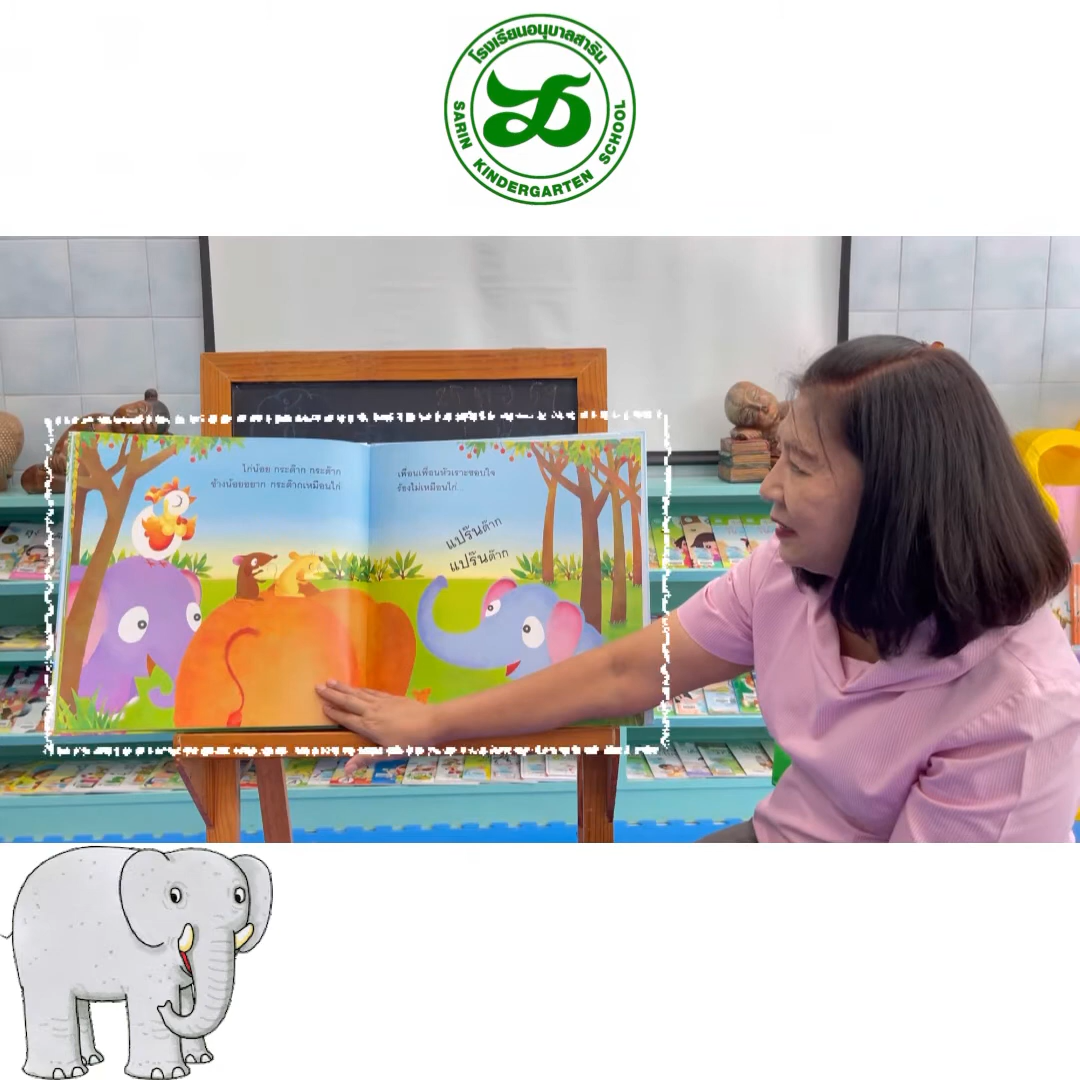 โรงเรียนอนุบาลสาริน
SARIN KINDERGARTEN SCHOOL
ไก่น้อย กระต๊าก กระต๊าก
ช้างน้อยอยาก กระต๊ากเหมือนไก่
เพื่อนเพื่อนหัวเราะชอบใจ
ร้องไม่เหมือนไก่...
แปร๊นต๊าก
แปร๊นต๊าก